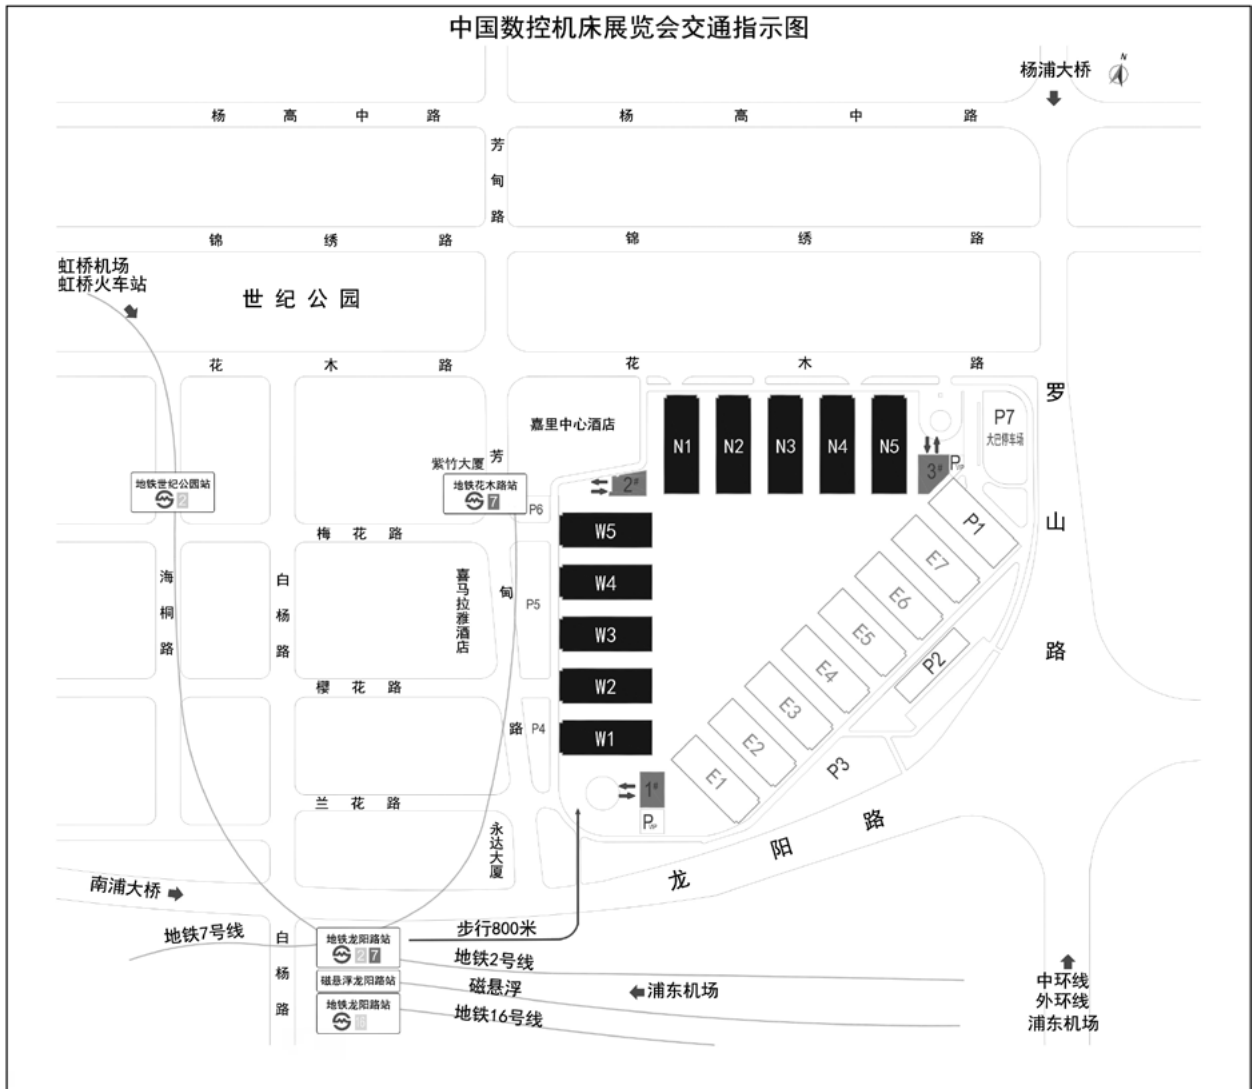 中国数控机床展览会交通指示图
杨浦大桥
N
杨高中路
杨高中路
芳甸路
锦绣路
锦绣路
虹桥机场
虹桥火车站
世纪公园
花木路
花木路
罗山路
嘉里中心酒店
N1
N2
N3
N4
N5
P7
大巴停车场
紫竹大厦
芳甸路
地铁世纪公园站
2
地铁花木路站
7
2#
3#
PVIP
P6
P1
W5
梅花路
E7
海桐路
白杨路
喜马拉雅酒店
P5
W4
E6
W3
E5
P2
E4
樱花路
W2
E3
P4
W1
E2
P3
E1
1#
PVIP
兰花路
永达大厦
龙阳路
南浦大桥
地铁7号线
白杨路
地铁龙阳路站
2 7
步行800米
地铁2号线
磁悬浮龙阳路站
磁悬浮
浦东机场
地铁龙阳路站
16
地铁16号线
中环线
外环线
浦东机场